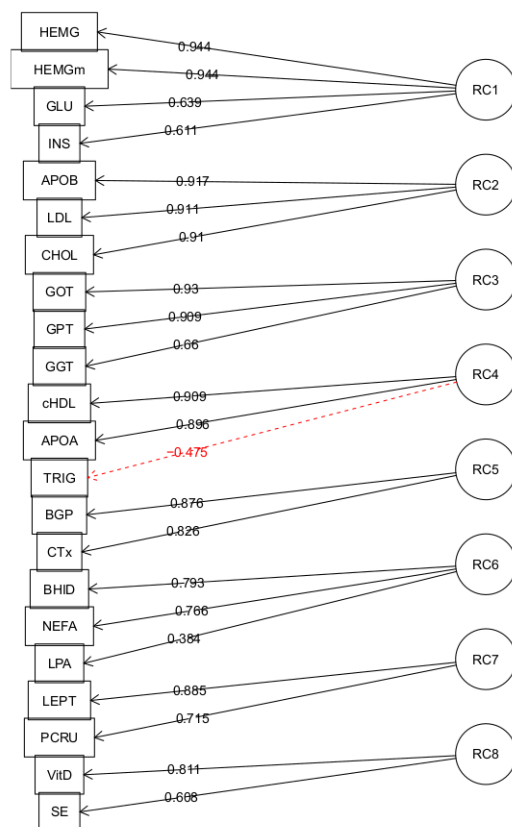 HEMG
0.944
HEMGm
0.944
RC1
GLU
0.639
INS
0.611
APOB
0.917
RC2
LDL
0.911
CHOL
0.91
GOT
0.93
RC3
GPT
0.909
GGT
0.66
cHDL
0.909
RC4
APOA
0.896
TRIG
-0.475
BGP
0.876
RC5
CTx
0.826
BHID
0.793
RC6
NEFA
0.766
LPA
0.384
LEPT
0.885
RC7
PCRU
0.715
VitD
0.811
RC8
SE
0.668